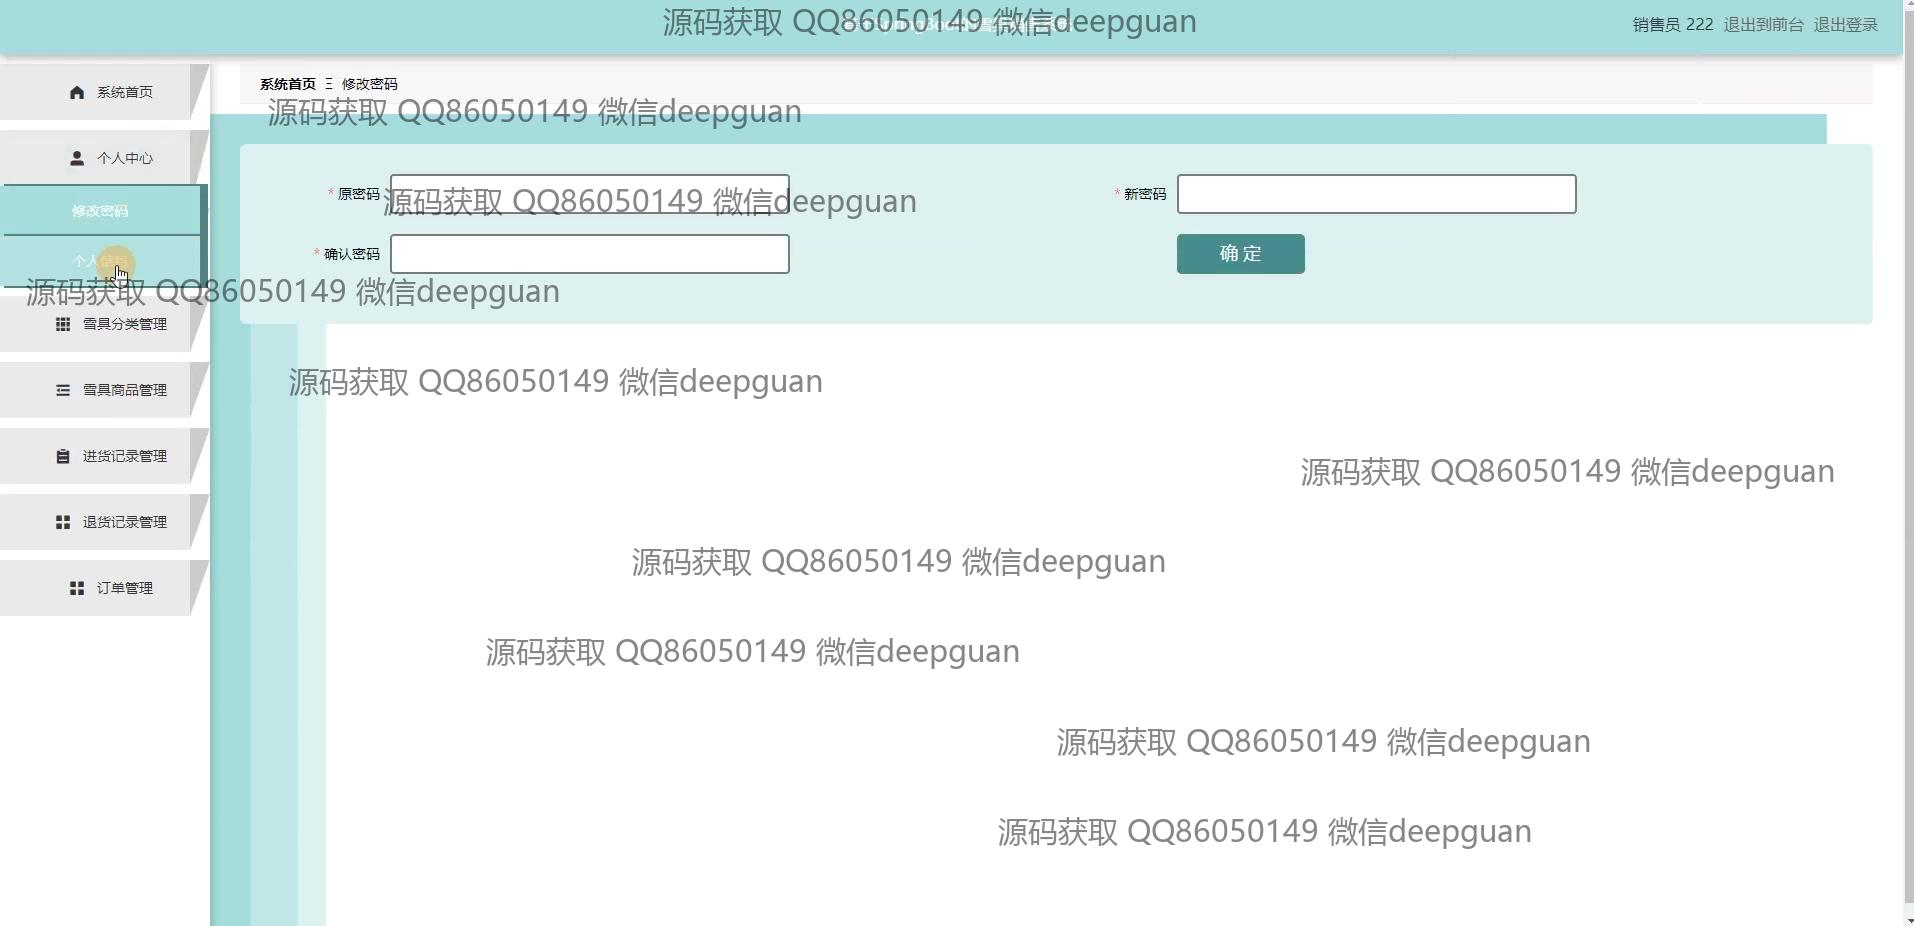 源码获取 QQ86050149 微信deepguan
销售员 222 退出到前台 退出登录
系统首页
系统首页 Ξ 修改密码
源码获取 QQ86050149 微信deepguan
个人中心
* 原密码
源码获取 QQ86050149 微信deepguan
* 新密码
修改密码
* 确认密码
确定
个人信息
源码获取 QQ86050149 微信deepguan
雪具分类管理
源码获取 QQ86050149 微信deepguan
雪具商品管理
进货记录管理
源码获取 QQ86050149 微信deepguan
退货记录管理
源码获取 QQ86050149 微信deepguan
订单管理
源码获取 QQ86050149 微信deepguan
源码获取 QQ86050149 微信deepguan
源码获取 QQ86050149 微信deepguan